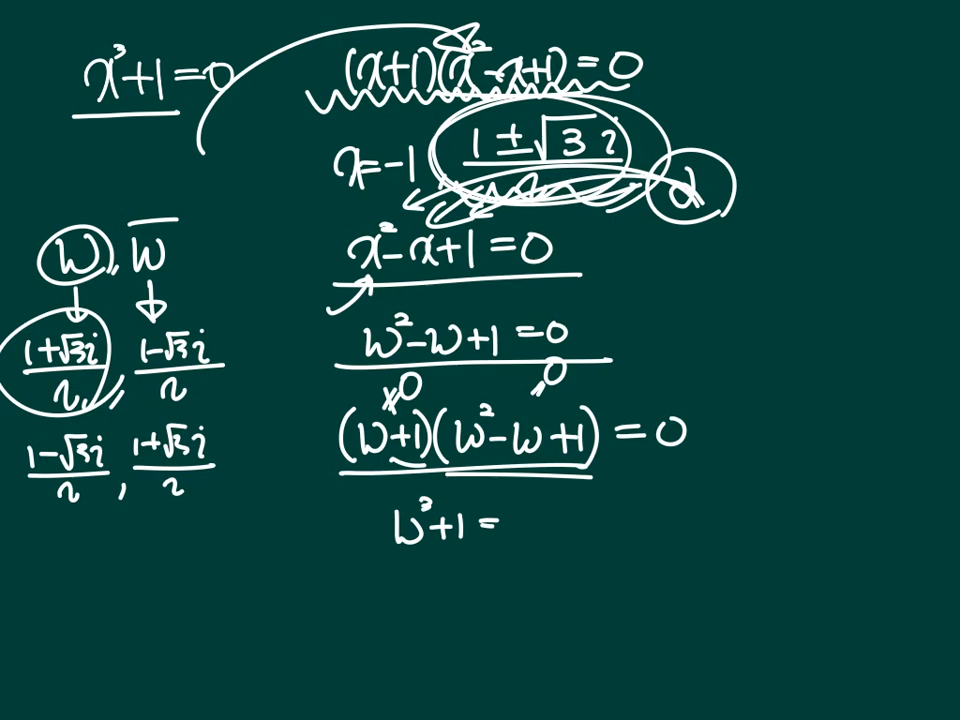 x³+1=0
(x+1)(x²-x+1)=0
x=-1
1±√3i
x²-x+1=0
ω, ω̄
(1+√3i)/2, (1-√3i)/2
(1-√3i)/2, (1+√3i)/2
ω²-ω+1=0
≠0 =0
(ω+1)(ω²-ω+1)=0
ω³+1=